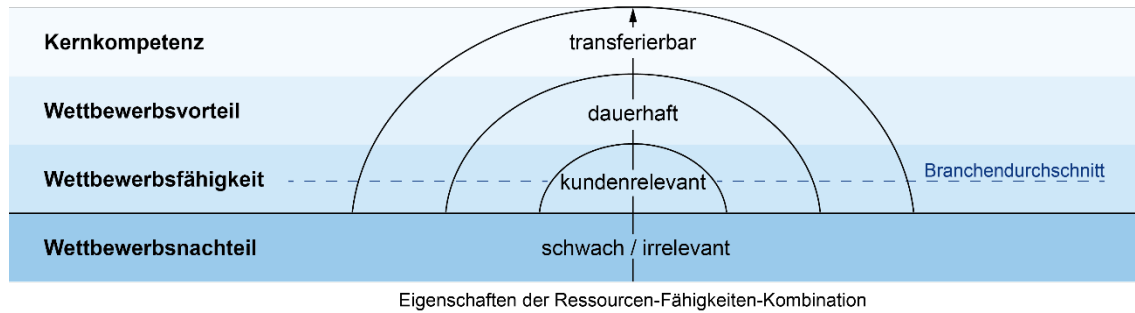 Kernkompetenz
transferierbar
Wettbewerbsvorteil
dauerhaft
Wettbewerbsfähigkeit
kundenrelevant
Branchendurchschnitt
Wettbewerbsnachteil
schwach / irrelevant
Eigenschaften der Ressourcen-Fähigkeiten-Kombination